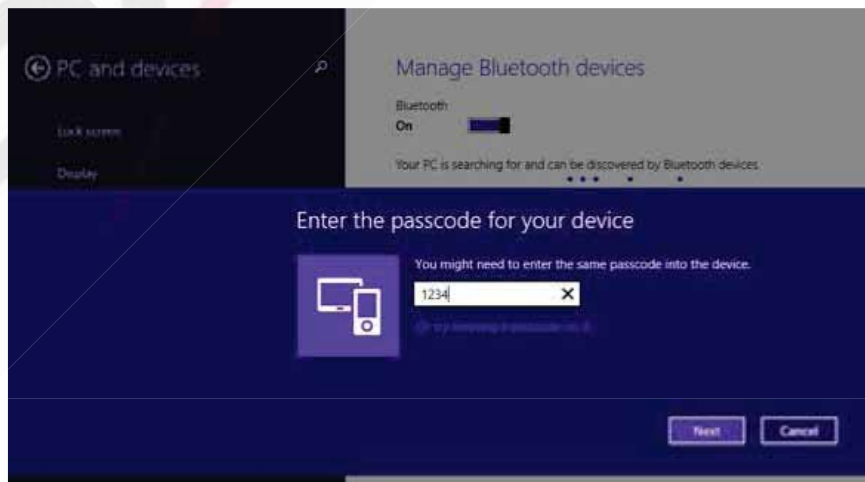 PC and devices
Manage Bluetooth devices
Bluetooth
On
Lock screen
Your PC is searching for and can be discovered by Bluetooth devices
Display
Enter the passcode for your device
You might need to enter the same passcode into the device.
1234
Next
Cancel